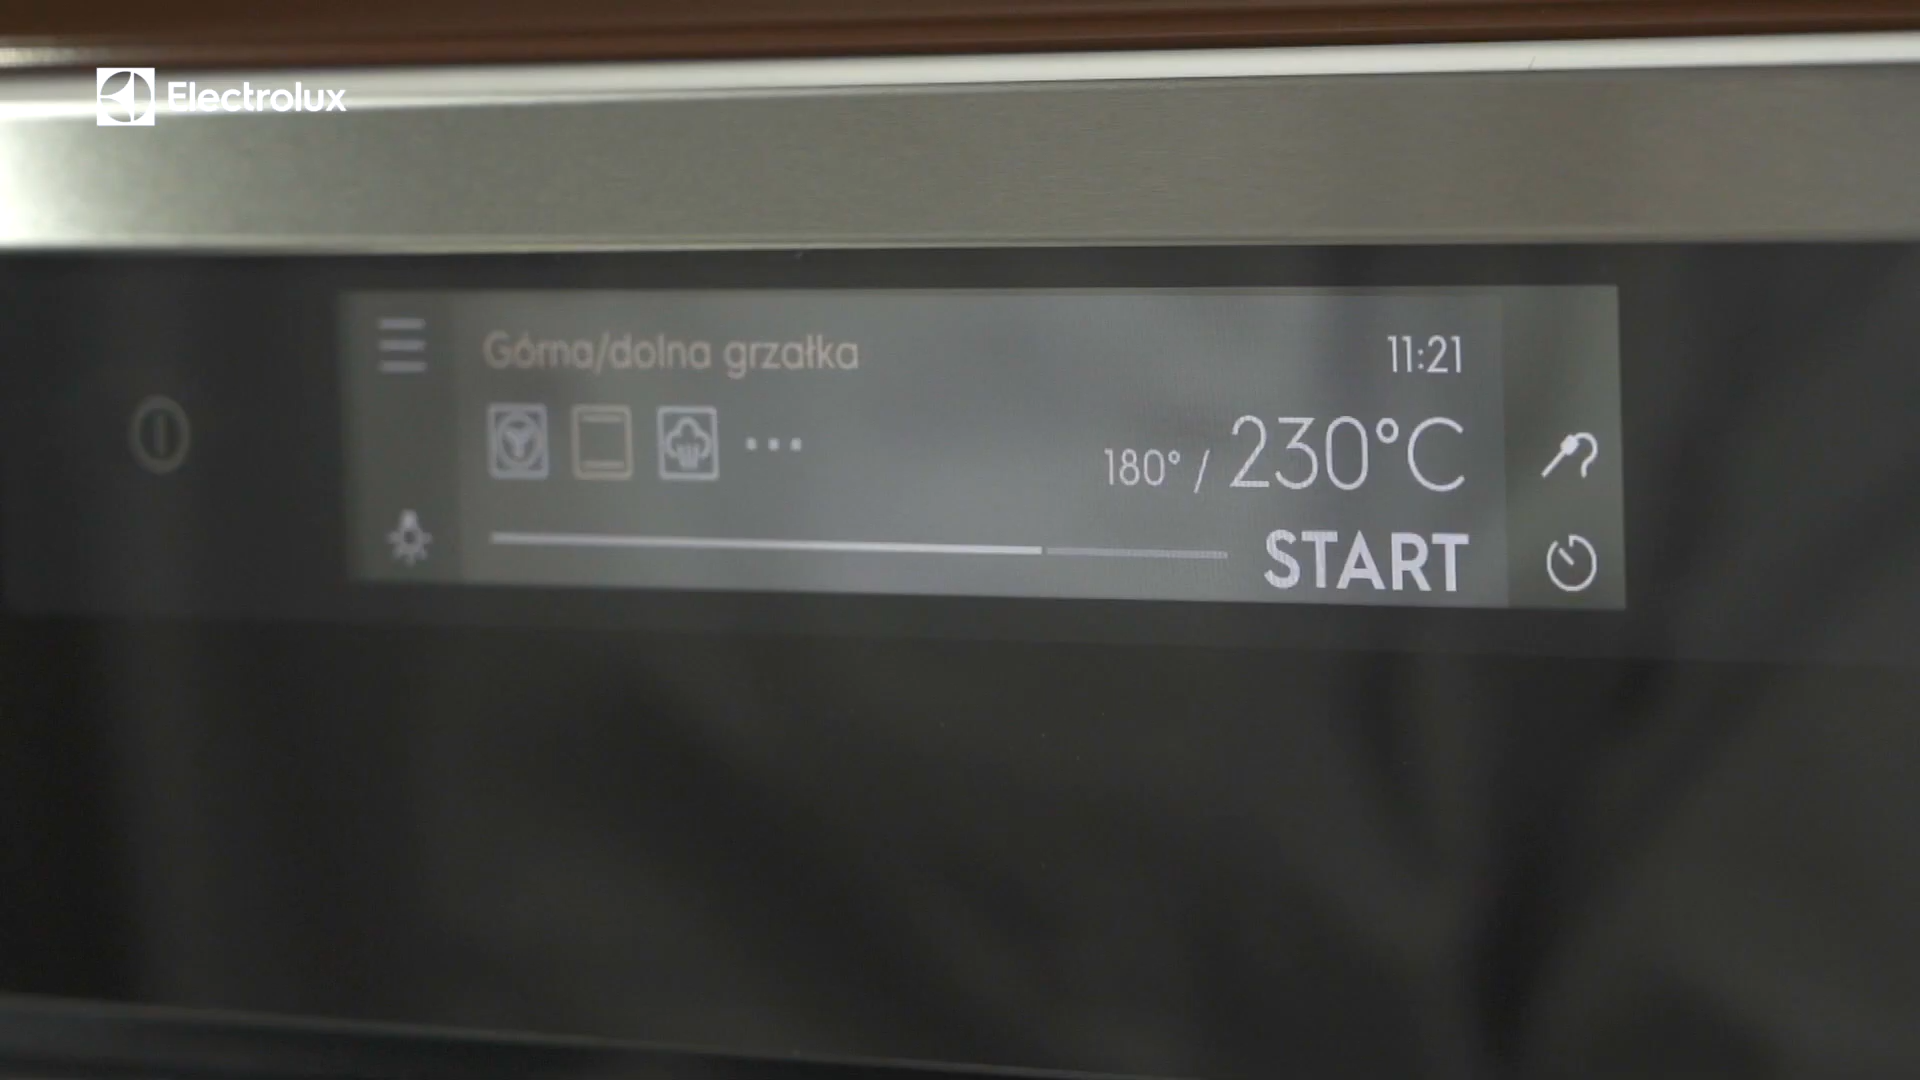 Electrolux
Górna/dolna grzałka
11:21
180° / 230°C
START